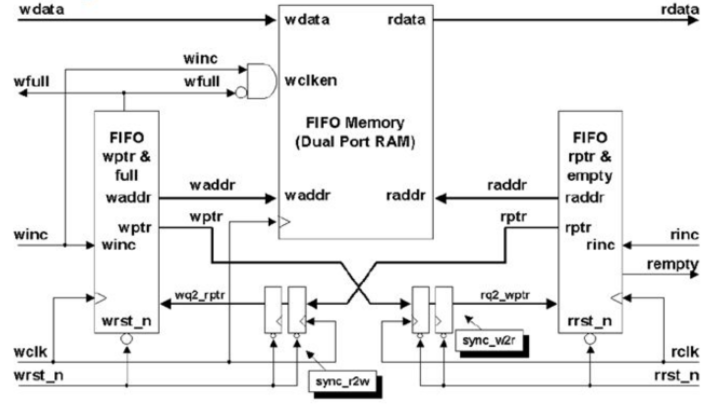 wdata
rdata
wdata
rdata
winc
wclken
wfull
wfull
FIFO Memory
(Dual Port RAM)
FIFO
wptr &
full
FIFO
rptr &
empty
waddr
waddr
waddr
raddr
raddr
raddr
wptr
wptr
rptr
rptr
winc
winc
rinc
rinc
rempty
wq2_rptr
rq2_wptr
wrst_n
rrst_n
sync_w2r
wclk
rclk
wrst_n
sync_r2w
rrst_n